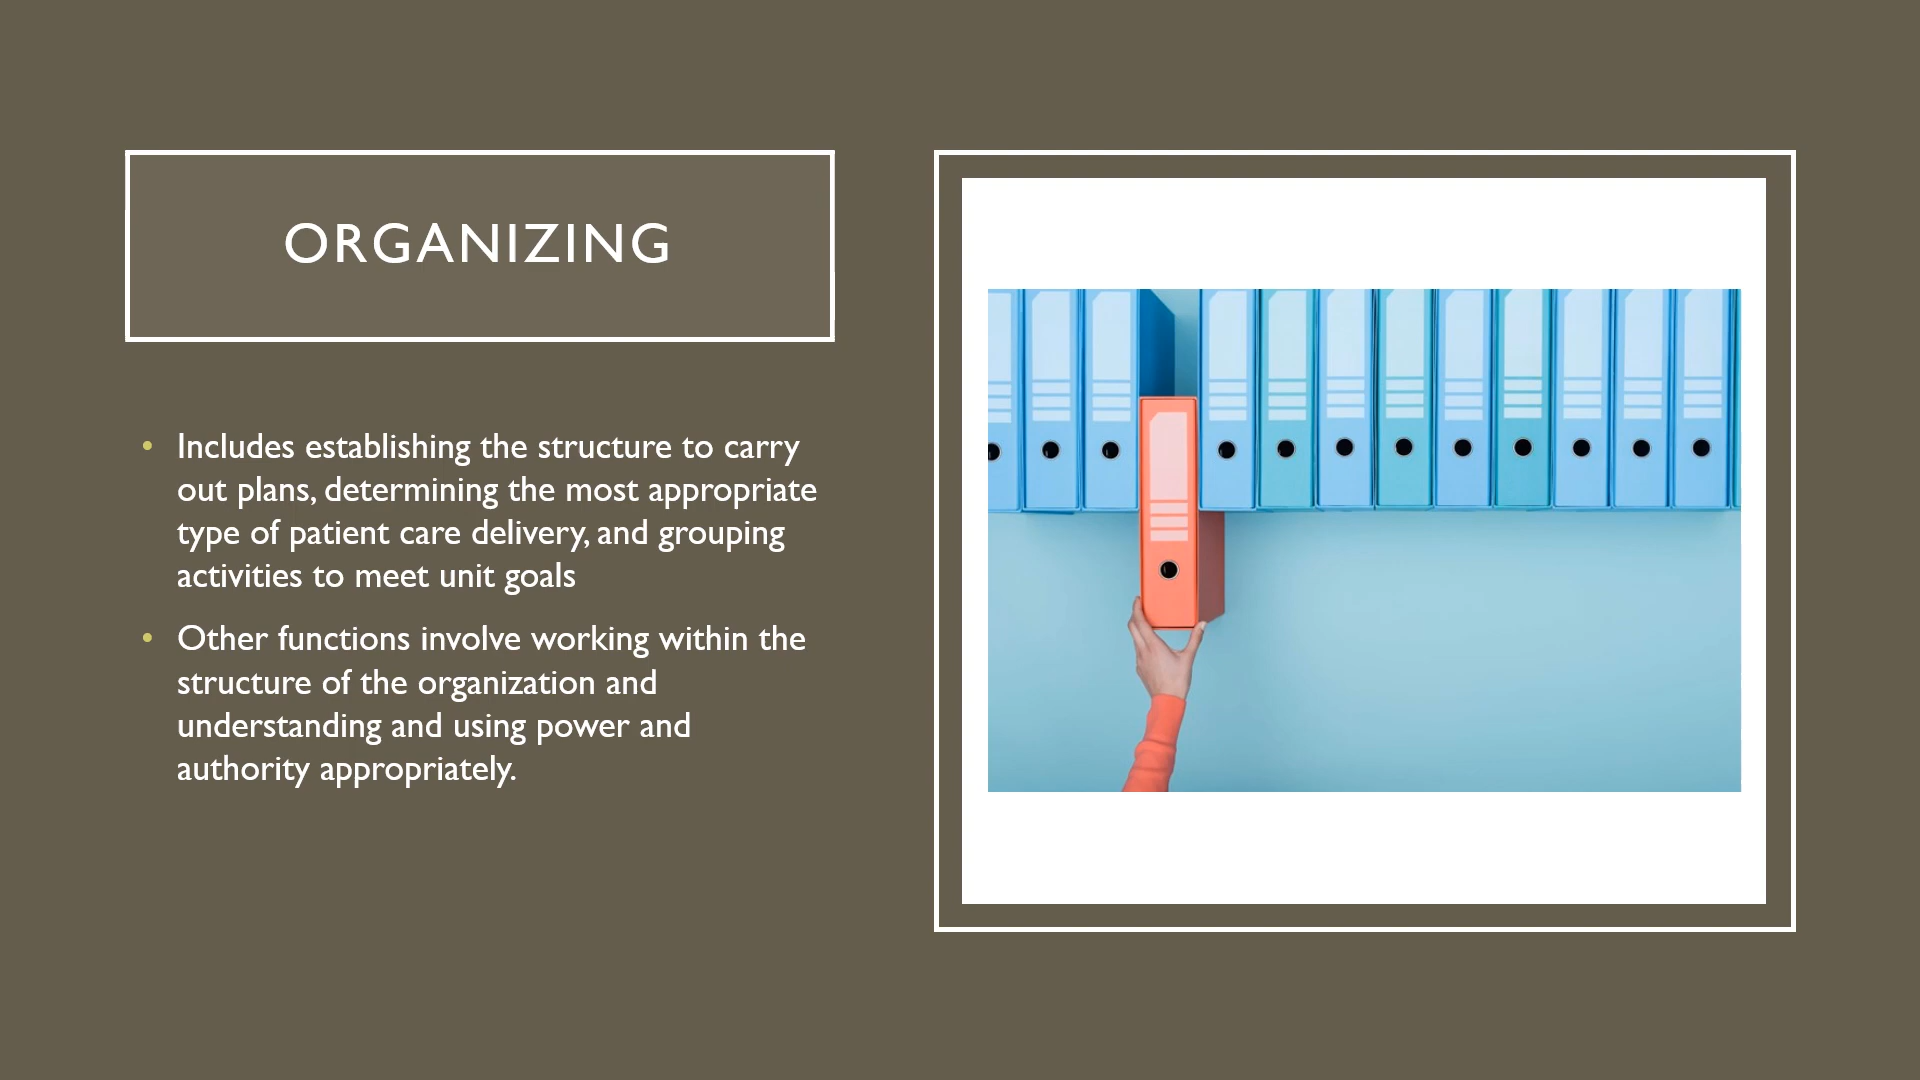 ORGANIZING
• Includes establishing the structure to carry
out plans, determining the most appropriate
type of patient care delivery, and grouping
activities to meet unit goals
• Other functions involve working within the
structure of the organization and
understanding and using power and
authority appropriately.